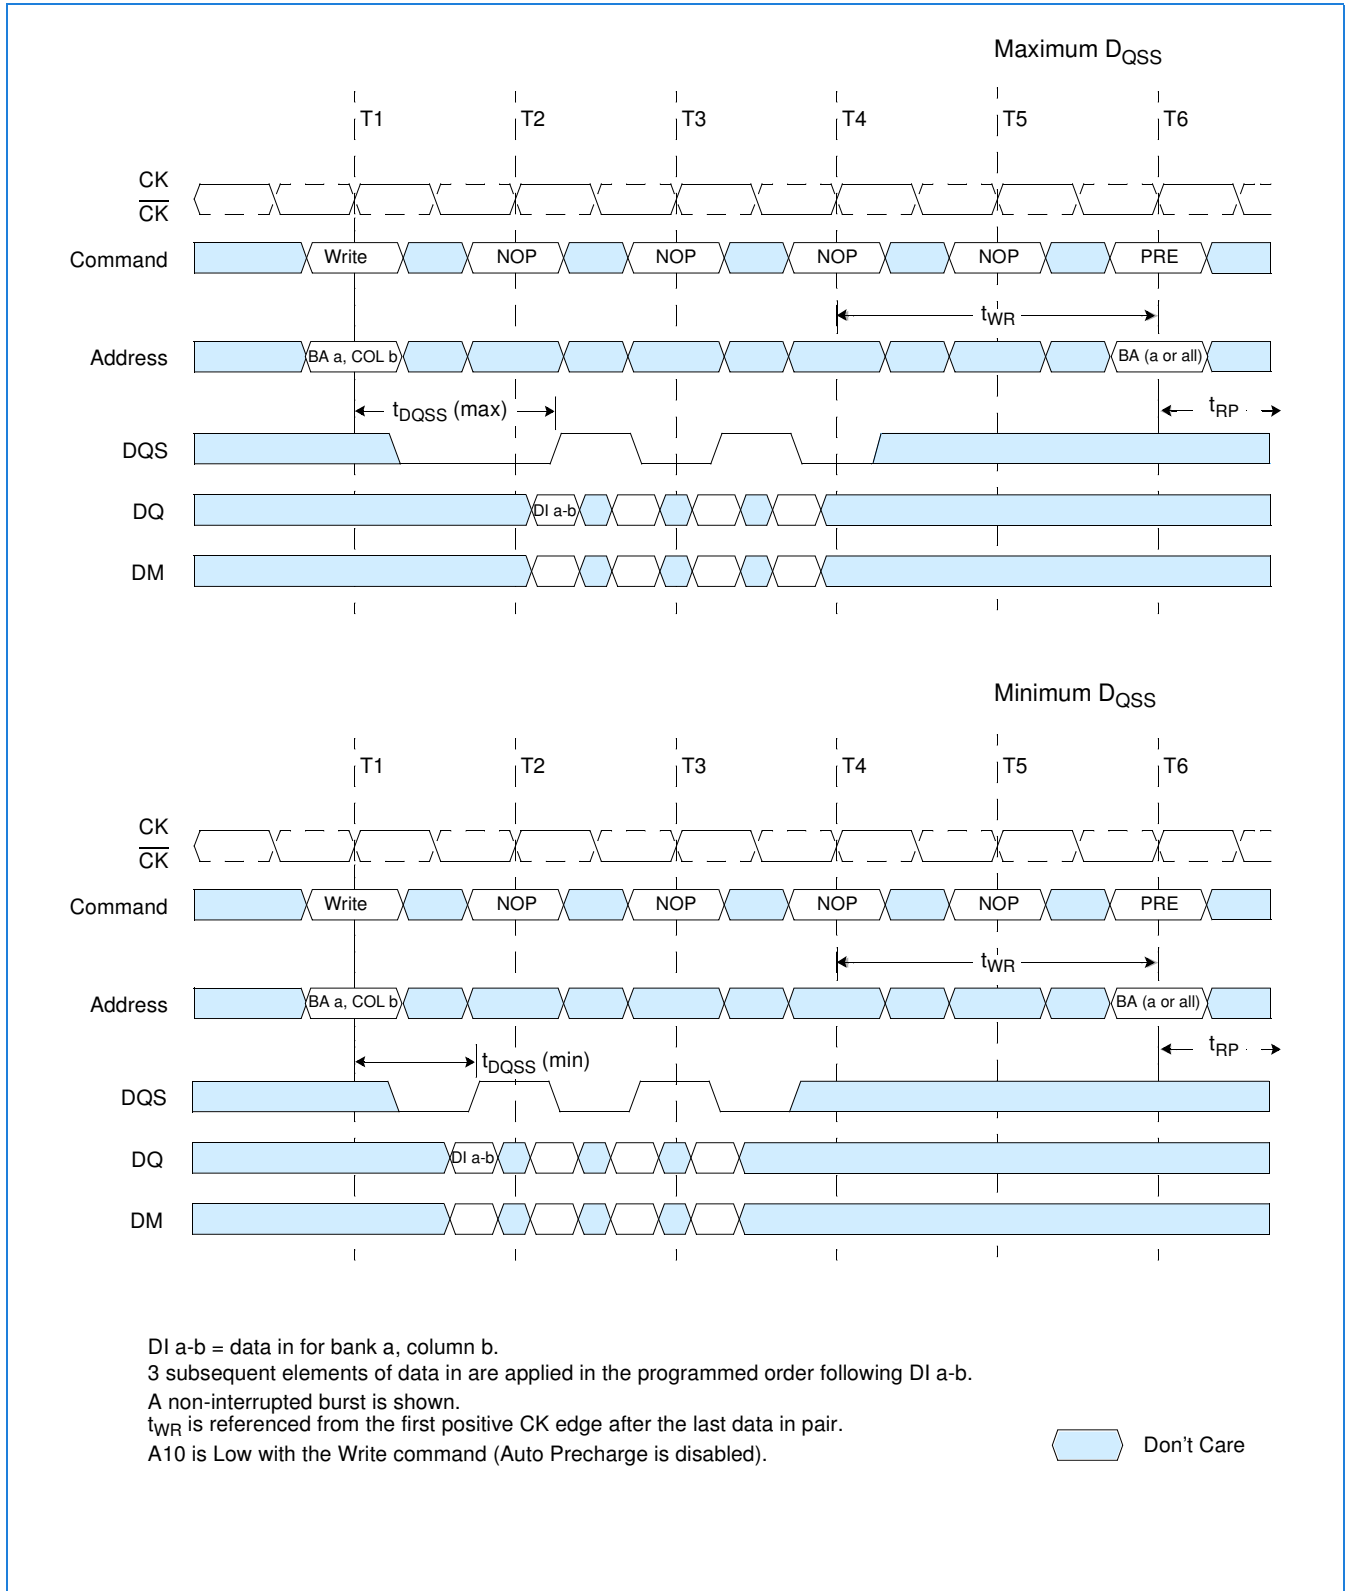 Maximum DQSS
T1 T2 T3 T4 T5 T6
CK
CK
Command Write NOP NOP NOP NOP PRE
tWR
Address BA a, COL b BA (a or all)
tDQSS (max) tRP
DQS
DQ DI a-b
DM
Minimum DQSS
T1 T2 T3 T4 T5 T6
CK
CK
Command Write NOP NOP NOP NOP PRE
tWR
Address BA a, COL b BA (a or all)
tDQSS (min) tRP
DQS
DQ DI a-b
DM
DI a-b = data in for bank a, column b.
3 subsequent elements of data in are applied in the programmed order following DI a-b.
A non-interrupted burst is shown.
tWR is referenced from the first positive CK edge after the last data in pair.
A10 is Low with the Write command (Auto Precharge is disabled).
Don't Care